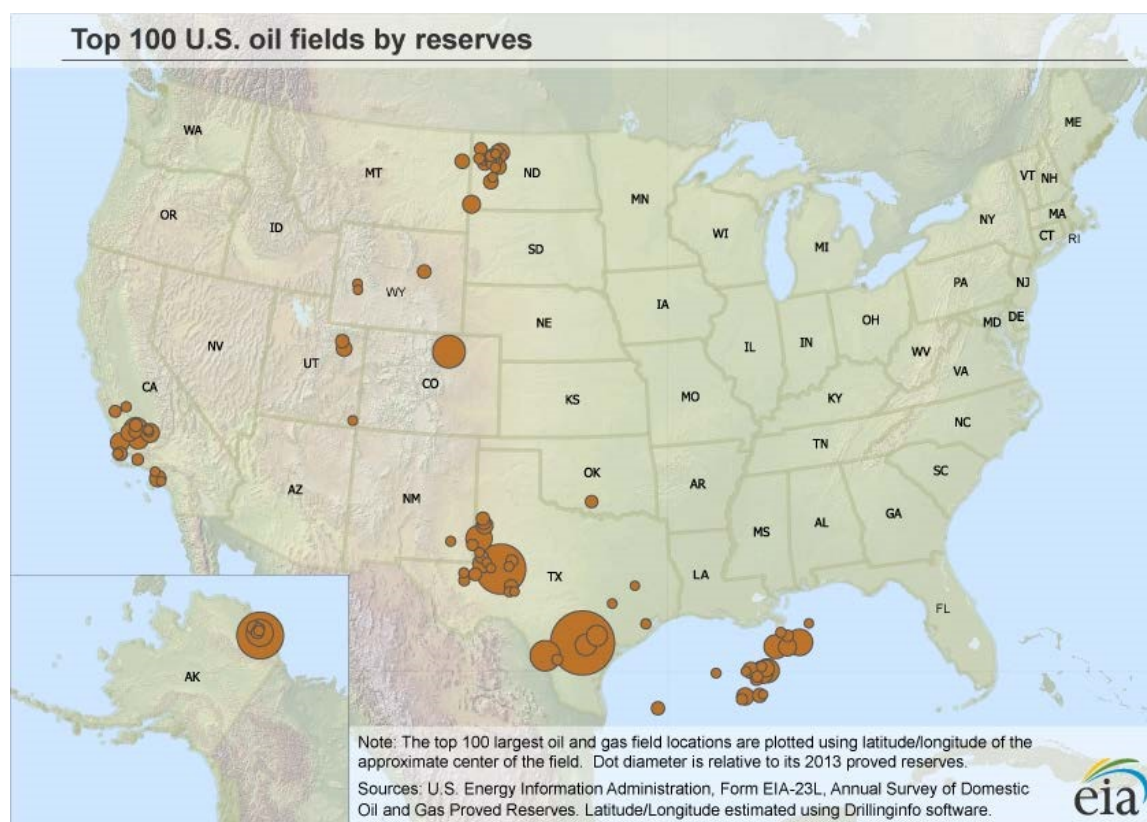 Top 100 U.S. oil fields by reserves
WA
ME
MT
ND
VT NH
MN
OR
MA
NY
ID
WI
CT RI
SD
MI
WY
PA
NJ
IA
NE
OH
MD DE
NV
UT
IL
IN
WV
CO
VA
CA
KS
MO
KY
NC
TN
OK
AR
SC
AZ
NM
GA
MS
AL
TX
LA
FL
AK
Note: The top 100 largest oil and gas field locations are plotted using latitude/longitude of the
approximate center of the field. Dot diameter is relative to its 2013 proved reserves.
Sources: U.S. Energy Information Administration, Form EIA-23L, Annual Survey of Domestic
Oil and Gas Proved Reserves. Latitude/Longitude estimated using Drillinginfo software.
eia